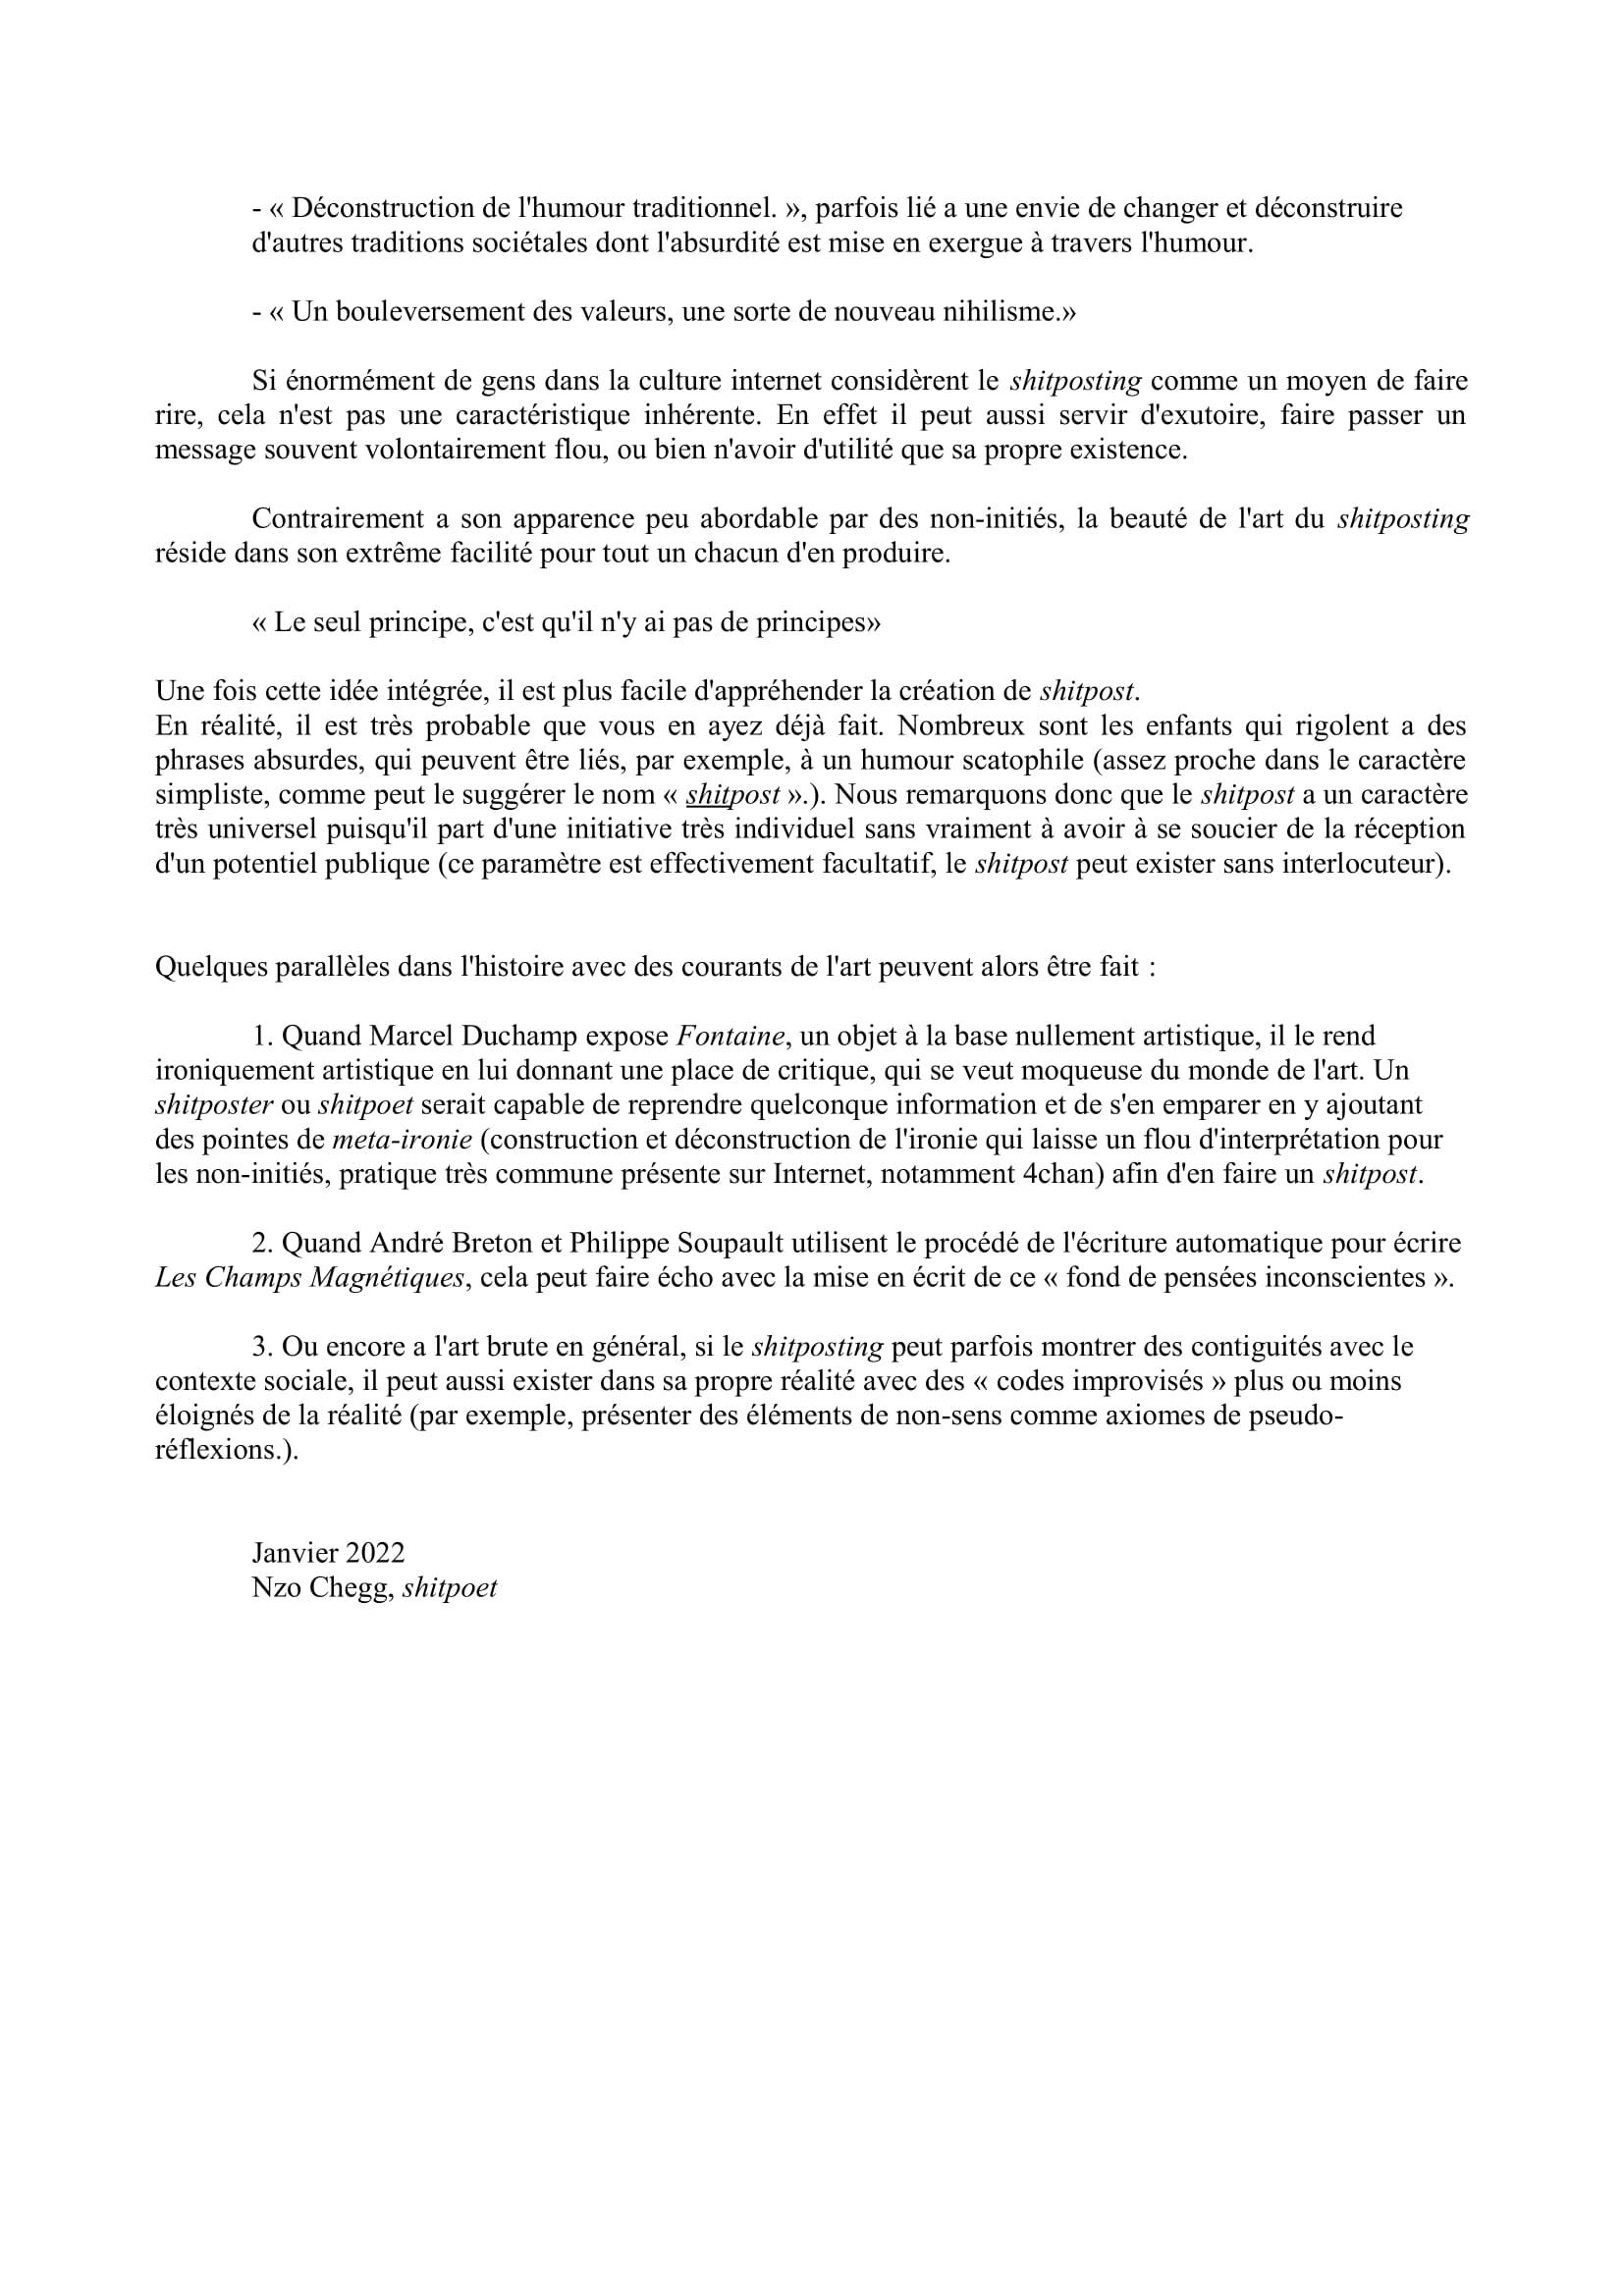 - « Déconstruction de l'humour traditionnel. », parfois lié a une envie de changer et déconstruire
d'autres traditions sociétales dont l'absurdité est mise en exergue à travers l'humour.
- « Un bouleversement des valeurs, une sorte de nouveau nihilisme.»
Si énormément de gens dans la culture internet considèrent le shitposting comme un moyen de faire
rire, cela n'est pas une caractéristique inhérente. En effet il peut aussi servir d'exutoire, faire passer un
message souvent volontairement flou, ou bien n'avoir d'utilité que sa propre existence.
Contrairement a son apparence peu abordable par des non-initiés, la beauté de l'art du shitposting
réside dans son extrême facilité pour tout un chacun d'en produire.
« Le seul principe, c'est qu'il n'y ai pas de principes»
Une fois cette idée intégrée, il est plus facile d'appréhender la création de shitpost.
En réalité, il est très probable que vous en ayez déjà fait. Nombreux sont les enfants qui rigolent a des
phrases absurdes, qui peuvent être liés, par exemple, à un humour scatophile (assez proche dans le caractère
simpliste, comme peut le suggérer le nom « shitpost ».). Nous remarquons donc que le shitpost a un caractère
très universel puisqu'il part d'une initiative très individuel sans vraiment à avoir à se soucier de la réception
d'un potentiel publique (ce paramètre est effectivement facultatif, le shitpost peut exister sans interlocuteur).
Quelques parallèles dans l'histoire avec des courants de l'art peuvent alors être fait :
1. Quand Marcel Duchamp expose Fontaine, un objet à la base nullement artistique, il le rend
ironiquement artistique en lui donnant une place de critique, qui se veut moqueuse du monde de l'art. Un
shitposter ou shitpoet serait capable de reprendre quelconque information et de s'en emparer en y ajoutant
des pointes de meta-ironie (construction et déconstruction de l'ironie qui laisse un flou d'interprétation pour
les non-initiés, pratique très commune présente sur Internet, notamment 4chan) afin d'en faire un shitpost.
2. Quand André Breton et Philippe Soupault utilisent le procédé de l'écriture automatique pour écrire
Les Champs Magnétiques, cela peut faire écho avec la mise en écrit de ce « fond de pensées inconscientes ».
3. Ou encore a l'art brute en général, si le shitposting peut parfois montrer des contiguités avec le
contexte sociale, il peut aussi exister dans sa propre réalité avec des « codes improvisés » plus ou moins
éloignés de la réalité (par exemple, présenter des éléments de non-sens comme axiomes de pseudo-
réflexions.).
Janvier 2022
Nzo Chegg, shitpoet